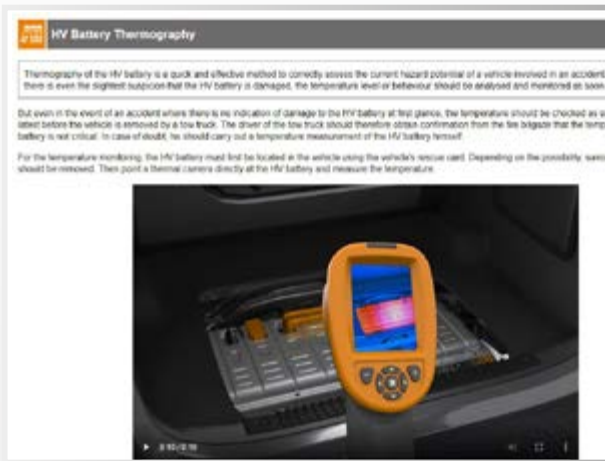 HV Battery Thermography
Thermography of the HV battery is a quick and effective method to correctly assess the current hazard potential of a vehicle involved in an accident
there is even the slightest suspicion that the HV battery is damaged, the temperature level or behaviour should be analysed and monitored as soon
But even in the event of an accident where there is no indication of damage to the HV battery at first glance, the temperature should be checked as
latest before the vehicle is removed by a tow truck. The driver of the tow truck should therefore obtain confirmation from the fire brigade that the
battery is not critical. In case of doubt, he should carry out a temperature measurement of the HV battery himself.
For the temperature monitoring, the HV battery must first be located in the vehicle using the vehicle's rescue card. Depending on the possibility,
should be removed. Then point a thermal camera directly at the HV battery and measure the temperature.